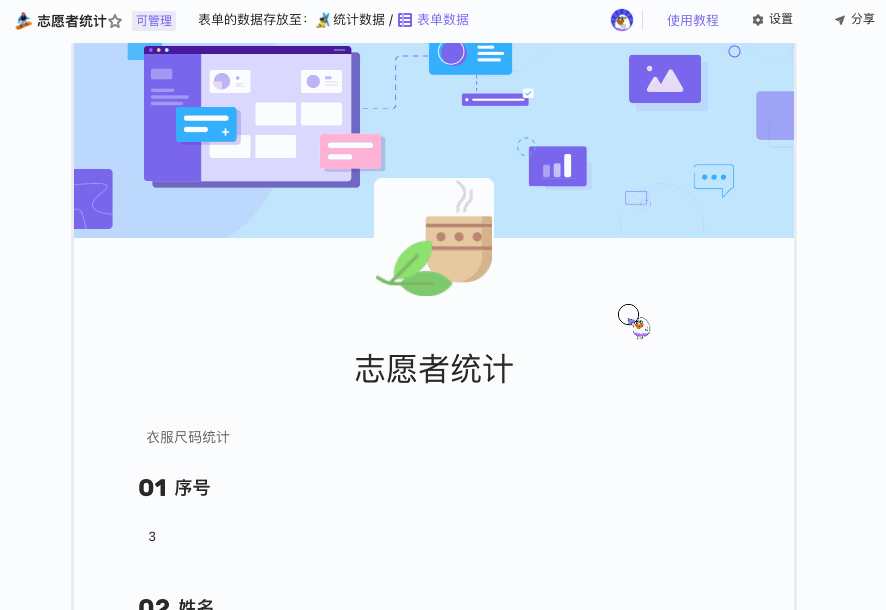 志愿者统计 可管理 表单的数据存放至： 统计数据 / 表单数据 使用教程 设置 分享
志愿者统计
衣服尺码统计
01 序号
3
02 姓名